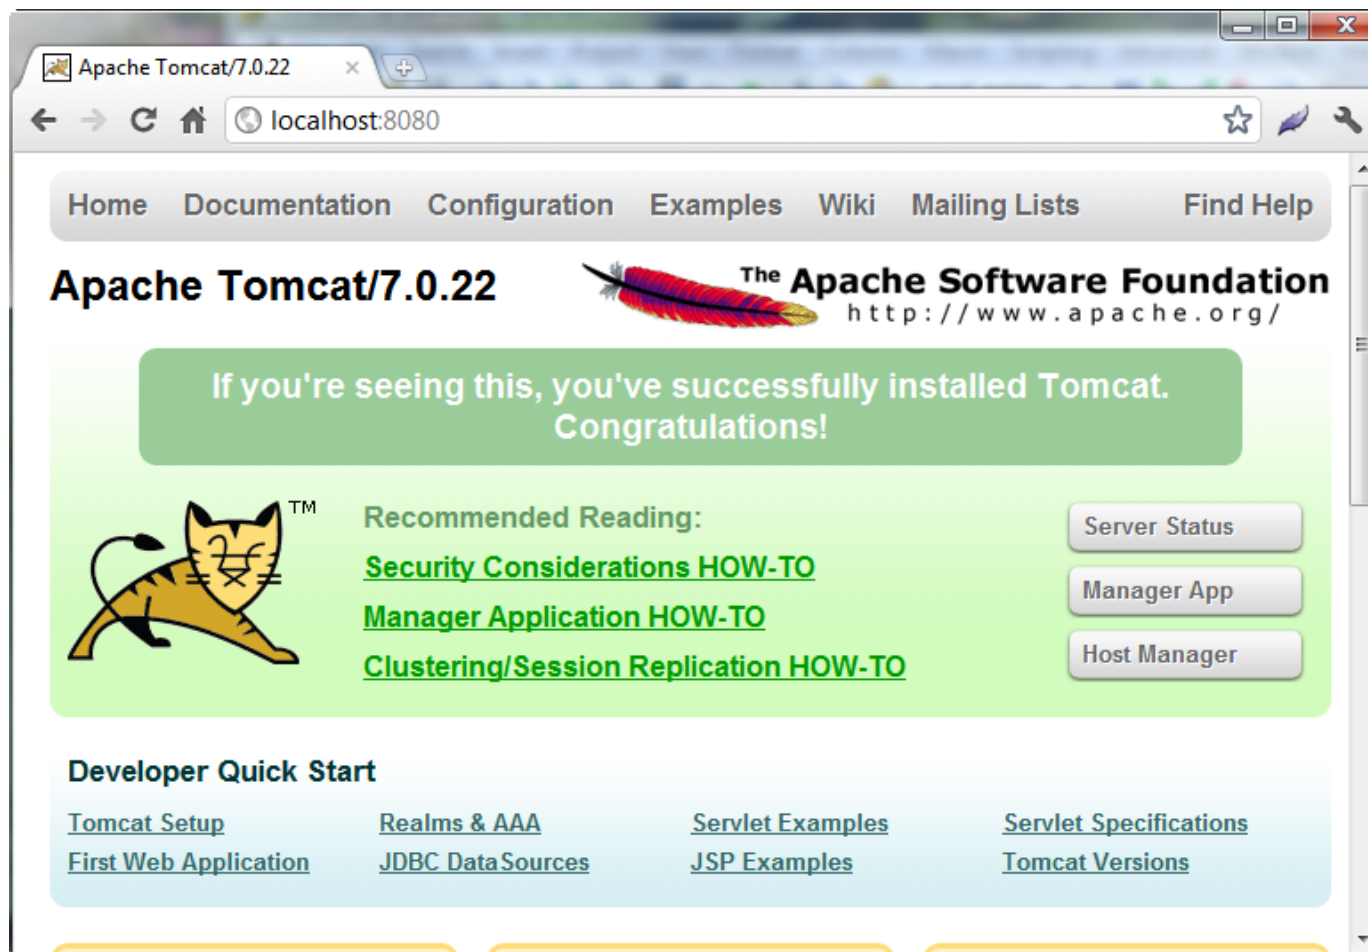 Apache Tomcat/7.0.22
localhost:8080
Home Documentation Configuration Examples Wiki Mailing Lists Find Help
Apache Tomcat/7.0.22
The Apache Software Foundation
http://www.apache.org/
If you're seeing this, you've successfully installed Tomcat.
Congratulations!
TM
Recommended Reading:
Security Considerations HOW-TO
Manager Application HOW-TO
Clustering/Session Replication HOW-TO
Server Status
Manager App
Host Manager
Developer Quick Start
Tomcat Setup Realms & AAA Servlet Examples Servlet Specifications
First Web Application JDBC DataSources JSP Examples Tomcat Versions